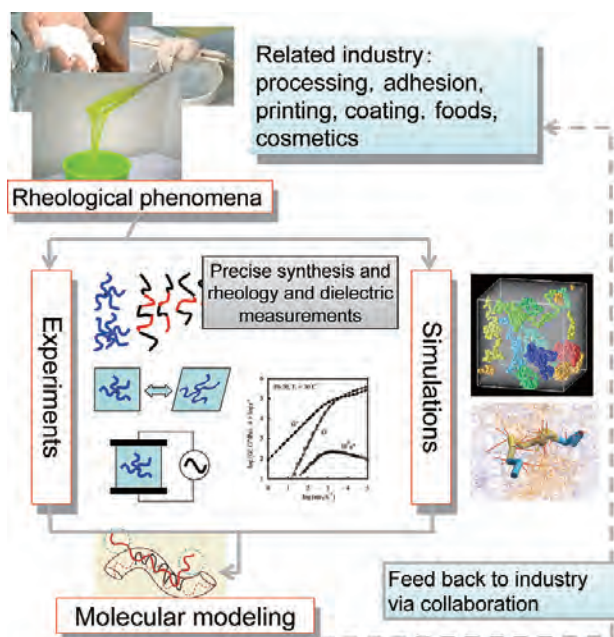 Related industry:
processing, adhesion,
printing, coating, foods,
cosmetics
Rheological phenomena
Experiments
Precise synthesis and
rheology and dielectric
measurements
Simulations
Molecular modeling
Feed back to industry
via collaboration